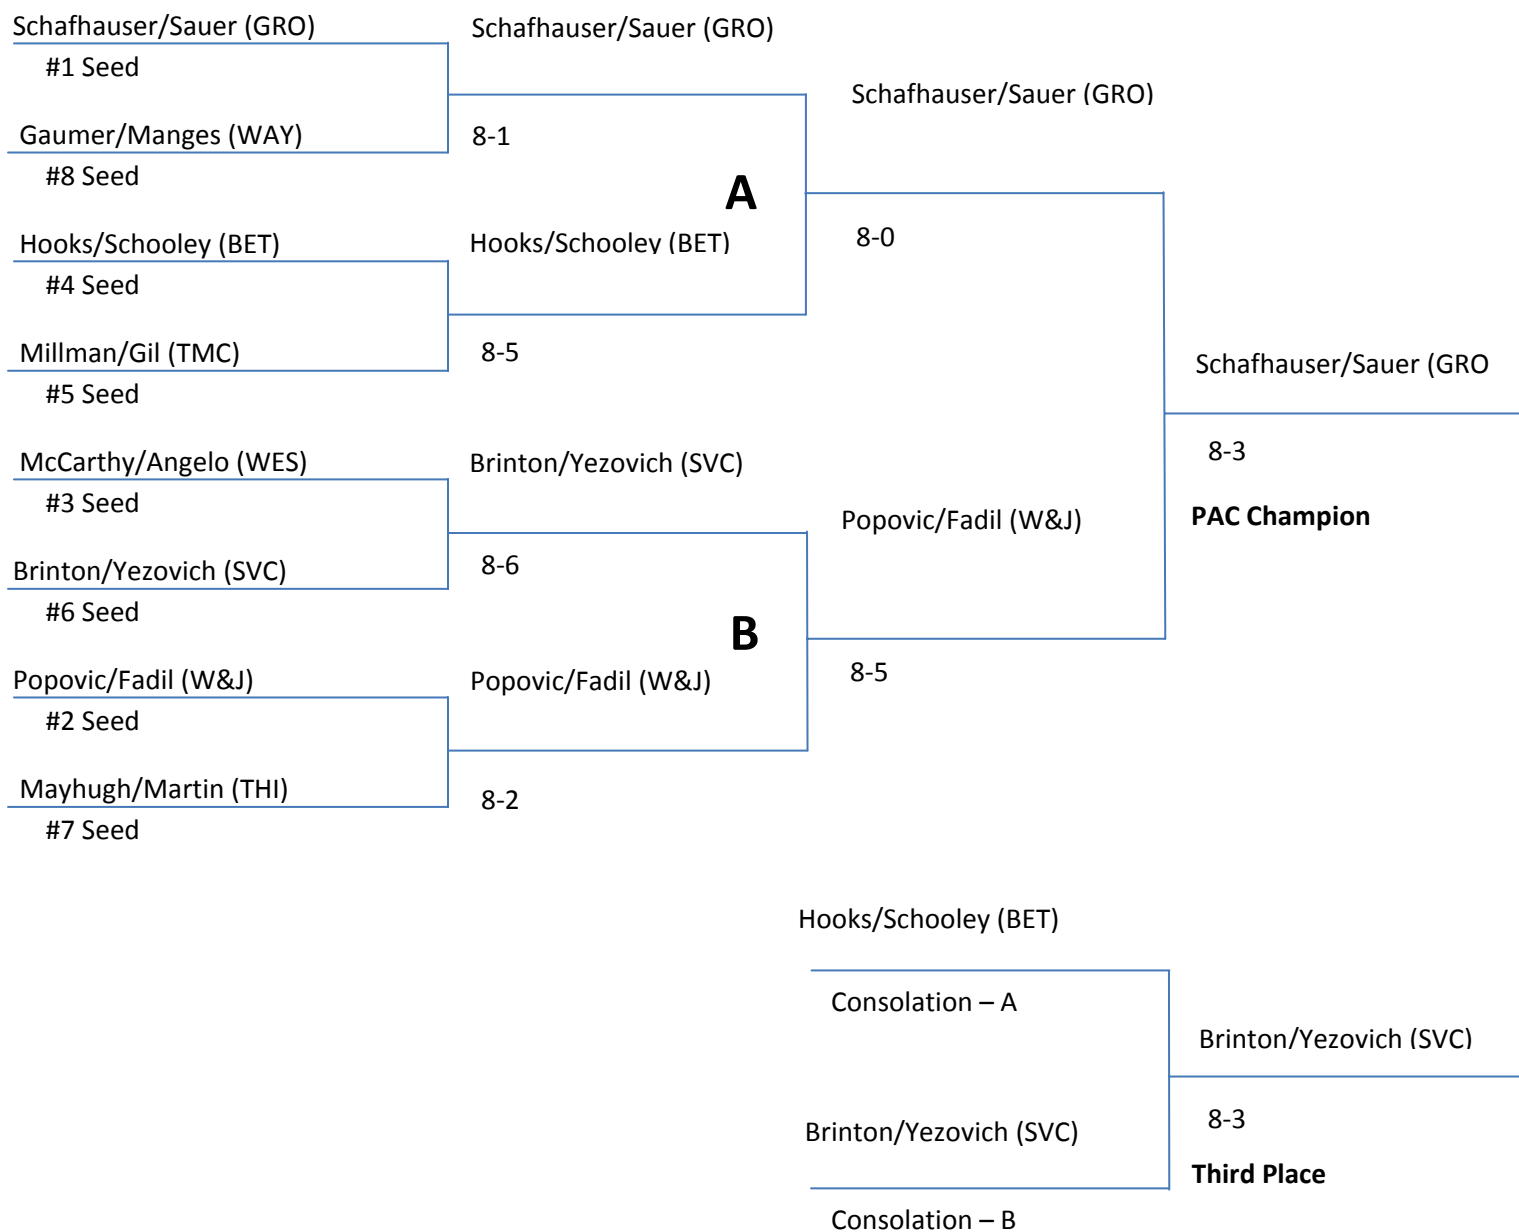 Schafhauser/Sauer (GRO)
#1 Seed
Gaumer/Manges (WAY)
#8 Seed
Hooks/Schooley (BET)
#4 Seed
Millman/Gil (TMC)
#5 Seed
McCarthy/Angelo (WES)
#3 Seed
Brinton/Yezovich (SVC)
#6 Seed
Popovic/Fadil (W&J)
#2 Seed
Mayhugh/Martin (THI)
#7 Seed
Schafhauser/Sauer (GRO)
8-1
A
Hooks/Schooley (BET)
8-5
Brinton/Yezovich (SVC)
8-6
B
Popovic/Fadil (W&J)
8-2
Schafhauser/Sauer (GRO)
8-0
Popovic/Fadil (W&J)
8-5
Schafhauser/Sauer (GRO
8-3
PAC Champion
Hooks/Schooley (BET)
Consolation – A
Brinton/Yezovich (SVC)
Consolation – B
Brinton/Yezovich (SVC)
8-3
Third Place